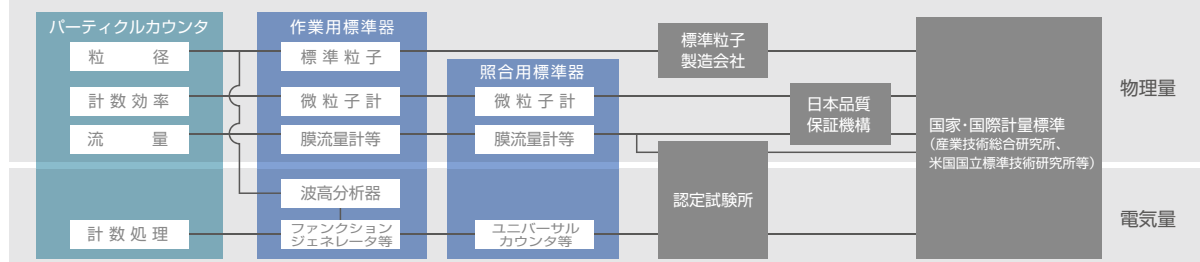 パーティクルカウンタ
粒径
計数効率
流量
計数処理
作業用標準器
標準粒子
微粒子計
膜流量計等
波高分析器
ファンクション
ジェネレータ等
照合用標準器
微粒子計
膜流量計等
ユニバーサル
カウンタ等
標準粒子
製造会社
日本品質
保証機構
認定試験所
国家・国際計量標準
（産業技術総合研究所、
米国国立標準技術研究所等）
物理量
電気量